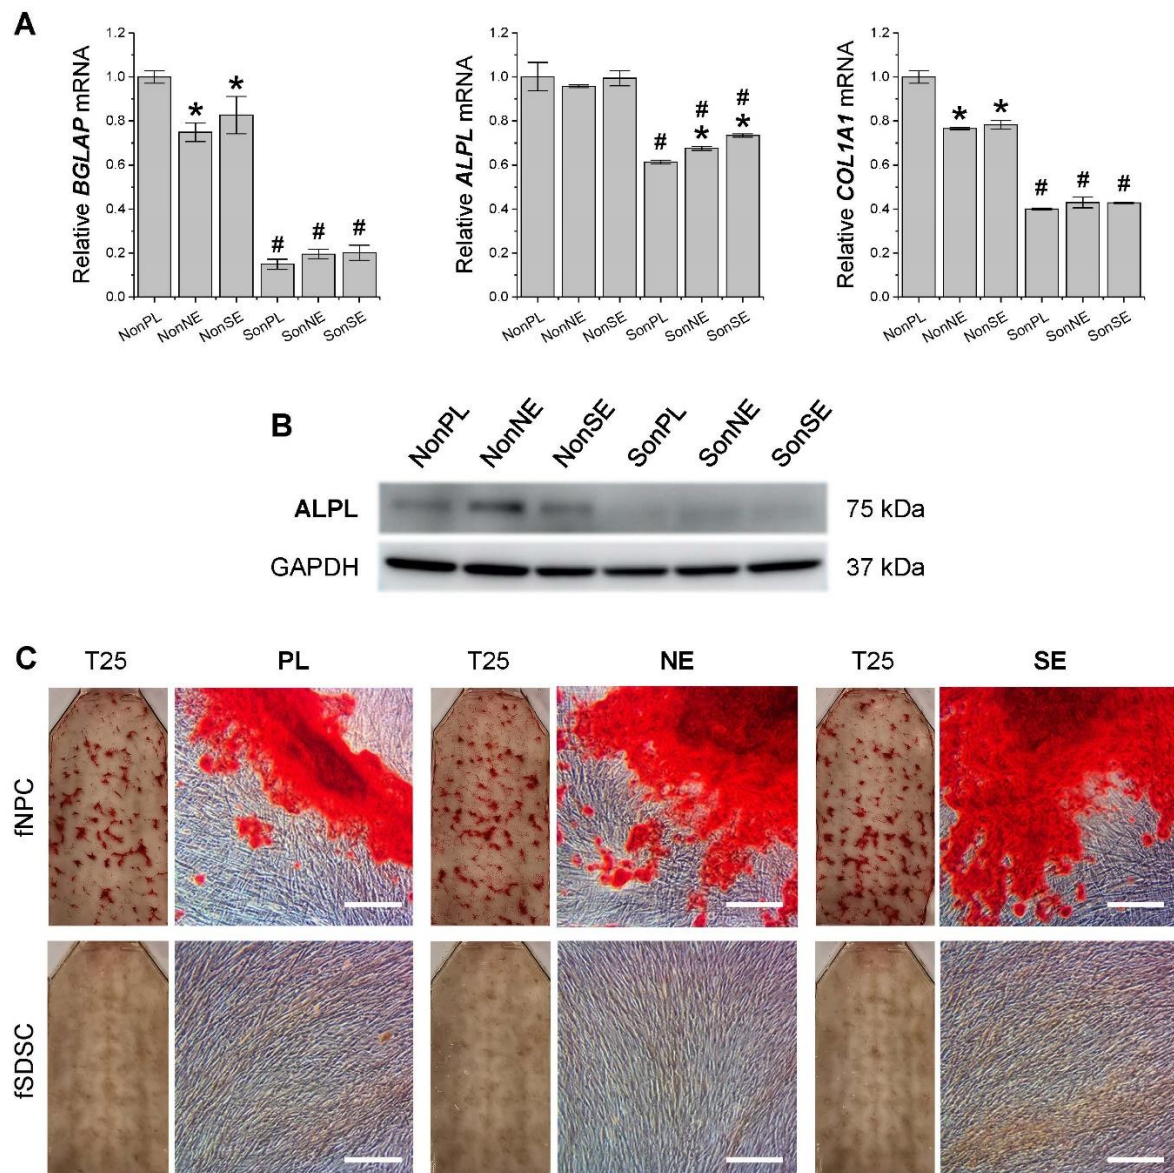 A
Relative BGLAP mRNA
1.2
1.0
0.8
0.6
0.4
0.2
0.0
*
*
#
#
#
NonPL
NonNE
NonSE
SonPL
SonNE
SonSE
Relative ALPL mRNA
1.2
1.0
0.8
0.6
0.4
0.2
0.0
#
#
*
#
*
NonPL
NonNE
NonSE
SonPL
SonNE
SonSE
Relative COL1A1 mRNA
1.2
1.0
0.8
0.6
0.4
0.2
0.0
*
*
#
#
#
NonPL
NonNE
NonSE
SonPL
SonNE
SonSE
B
NonPL NonNE NonSE SonPL SonNE SonSE
ALPL 75 kDa
GAPDH 37 kDa
C T25 PL T25 NE T25 SE
fNPC
fSDSC